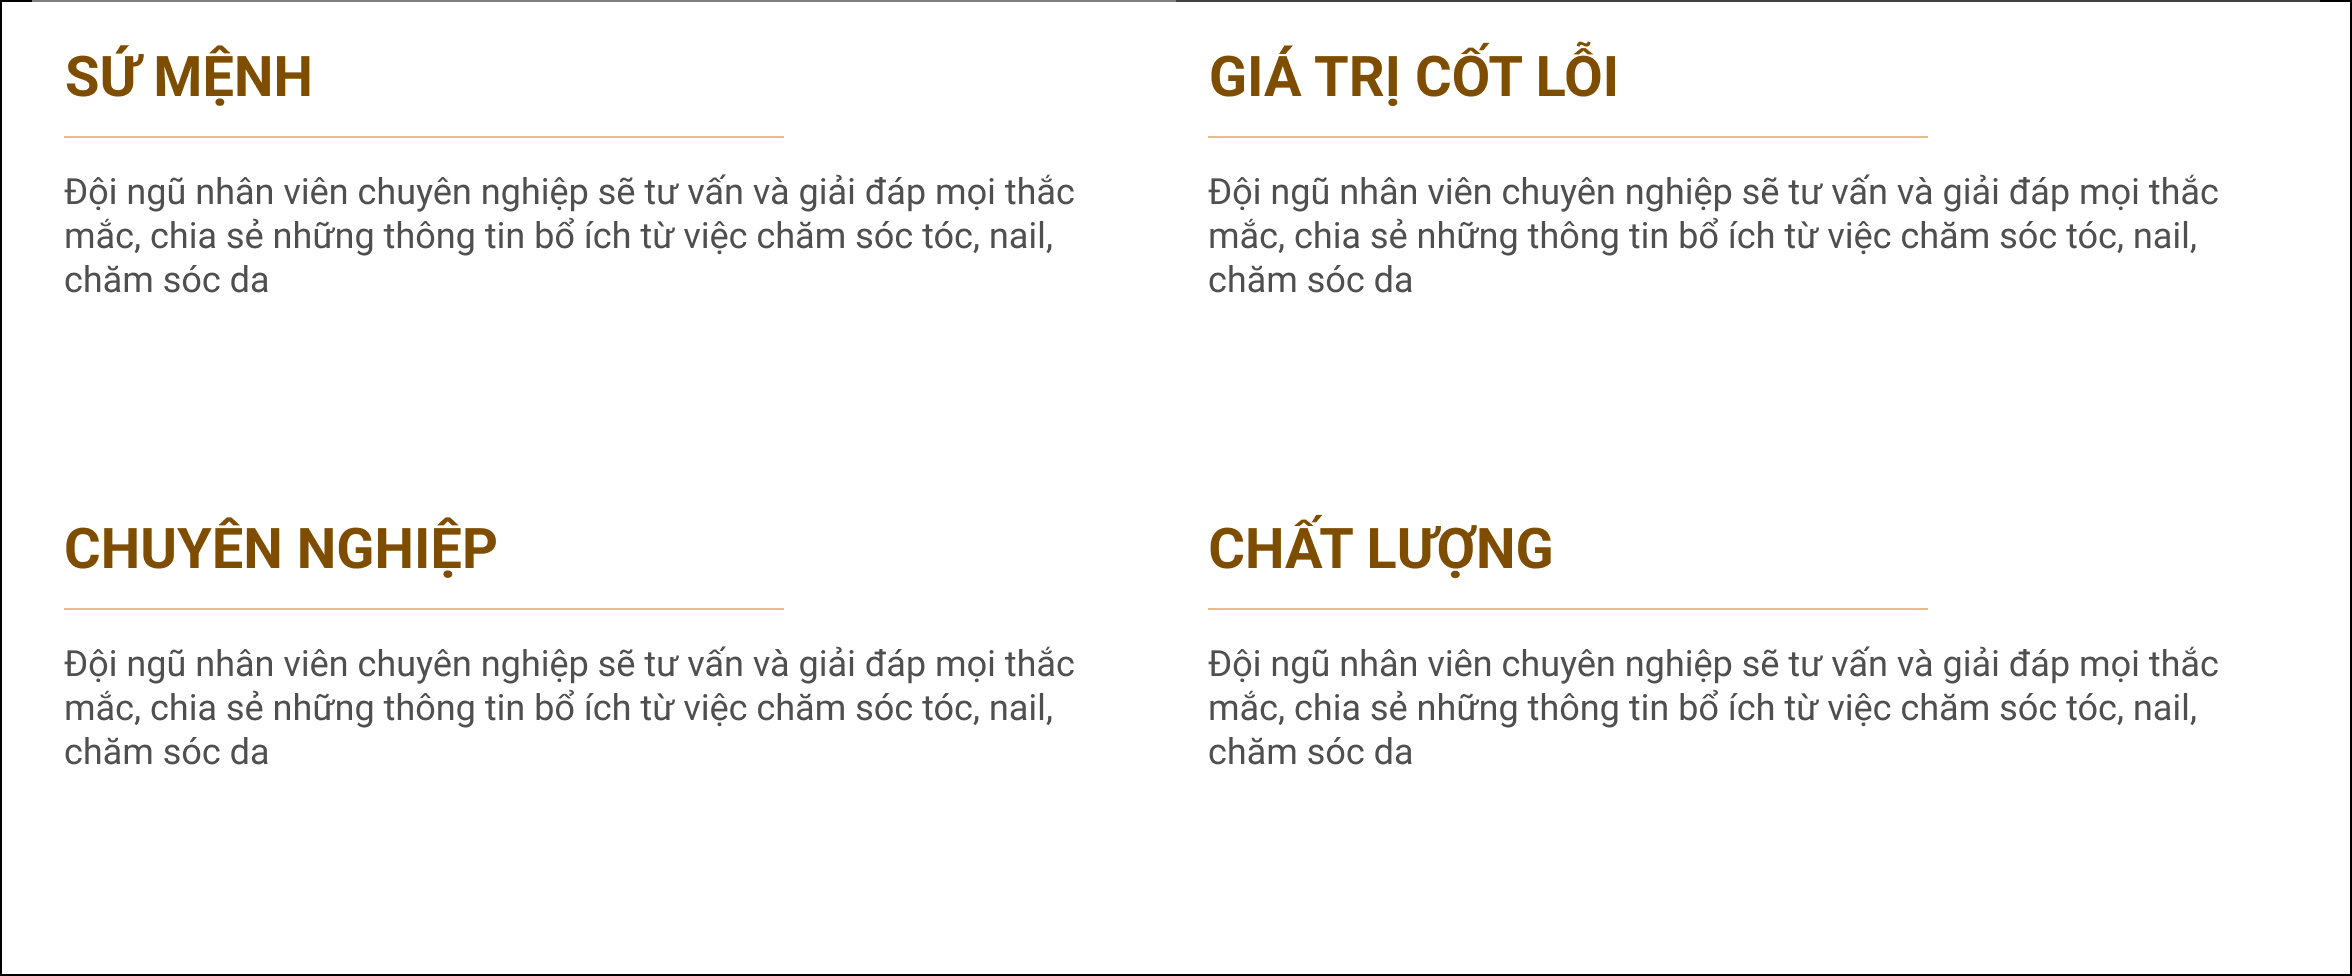 SỨ MỆNH
Đội ngũ nhân viên chuyên nghiệp sẽ tư vấn và giải đáp mọi thắc
mắc, chia sẻ những thông tin bổ ích từ việc chăm sóc tóc, nail,
chăm sóc da
GIÁ TRỊ CỐT LỖI
Đội ngũ nhân viên chuyên nghiệp sẽ tư vấn và giải đáp mọi thắc
mắc, chia sẻ những thông tin bổ ích từ việc chăm sóc tóc, nail,
chăm sóc da
CHUYÊN NGHIỆP
Đội ngũ nhân viên chuyên nghiệp sẽ tư vấn và giải đáp mọi thắc
mắc, chia sẻ những thông tin bổ ích từ việc chăm sóc tóc, nail,
chăm sóc da
CHẤT LƯỢNG
Đội ngũ nhân viên chuyên nghiệp sẽ tư vấn và giải đáp mọi thắc
mắc, chia sẻ những thông tin bổ ích từ việc chăm sóc tóc, nail,
chăm sóc da